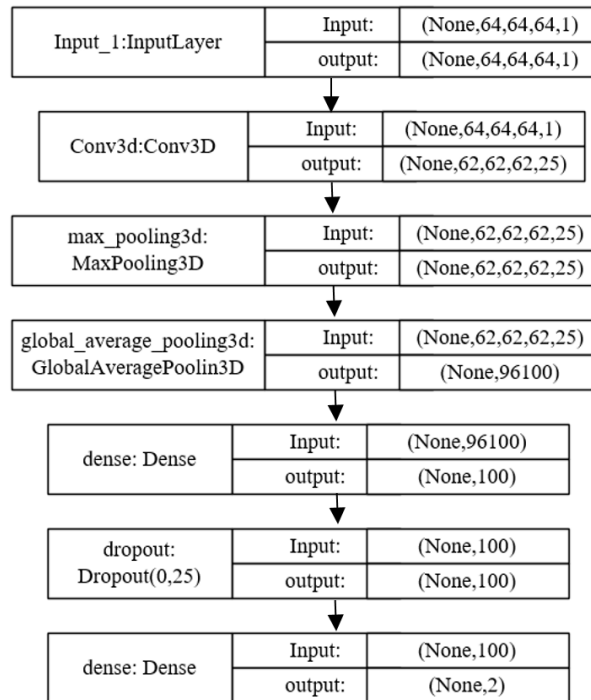 Input_1:InputLayer
Input: (None,64,64,64,1)
output: (None,64,64,64,1)
Conv3d:Conv3D
Input: (None,64,64,64,1)
output: (None,62,62,62,25)
max_pooling3d:
MaxPooling3D
Input: (None,62,62,62,25)
output: (None,62,62,62,25)
global_average_pooling3d:
GlobalAveragePoolin3D
Input: (None,62,62,62,25)
output: (None,96100)
dense: Dense
Input: (None,96100)
output: (None,100)
dropout:
Dropout(0,25)
Input: (None,100)
output: (None,100)
dense: Dense
Input: (None,100)
output: (None,2)